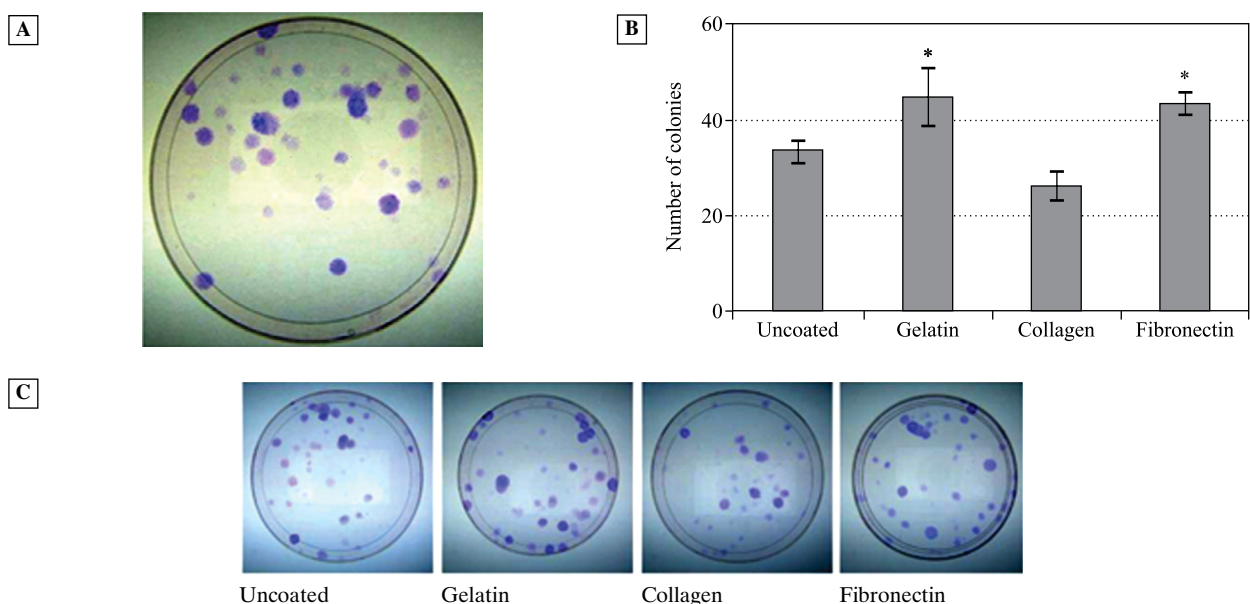 A
B
60
40
20
0
Number of colonies
*
*
Uncoated
Gelatin
Collagen
Fibronectin
C
Uncoated
Gelatin
Collagen
Fibronectin